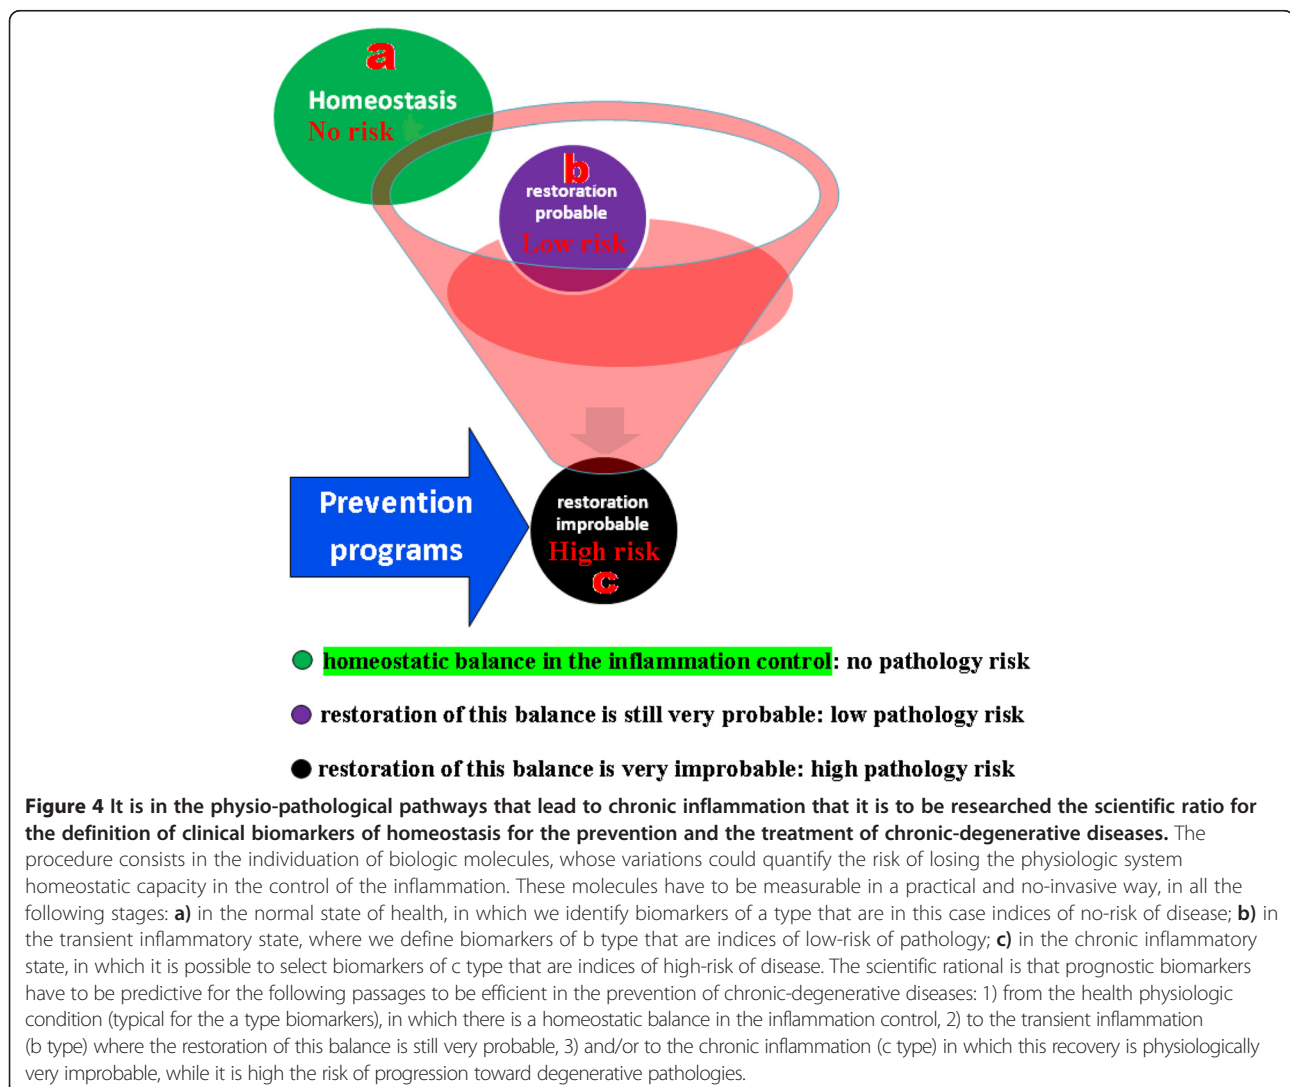 a
Homeostasis
No risk
b
restoration
probable
Low risk
Prevention
programs
restoration
improbable
High risk
c
homeostatic balance in the inflammation control: no pathology risk
restoration of this balance is still very probable: low pathology risk
restoration of this balance is very improbable: high pathology risk
Figure 4 It is in the physio-pathological pathways that lead to chronic inflammation that it is to be researched the scientific ratio for
the definition of clinical biomarkers of homeostasis for the prevention and the treatment of chronic-degenerative diseases. The
procedure consists in the individuation of biologic molecules, whose variations could quantify the risk of losing the physiologic system
homeostatic capacity in the control of the inflammation. These molecules have to be measurable in a practical and no-invasive way, in all the
following stages: a) in the normal state of health, in which we identify biomarkers of a type that are in this case indices of no-risk of disease; b) in
the transient inflammatory state, where we define biomarkers of b type that are indices of low-risk of pathology; c) in the chronic inflammatory
state, in which it is possible to select biomarkers of c type that are indices of high-risk of disease. The scientific rational is that prognostic biomarkers
have to be predictive for the following passages to be efficient in the prevention of chronic-degenerative diseases: 1) from the health physiologic
condition (typical for the a type biomarkers), in which there is a homeostatic balance in the inflammation control, 2) to the transient inflammation
(b type) where the restoration of this balance is still very probable, 3) and/or to the chronic inflammation (c type) in which this recovery is physiologically
very improbable, while it is high the risk of progression toward degenerative pathologies.